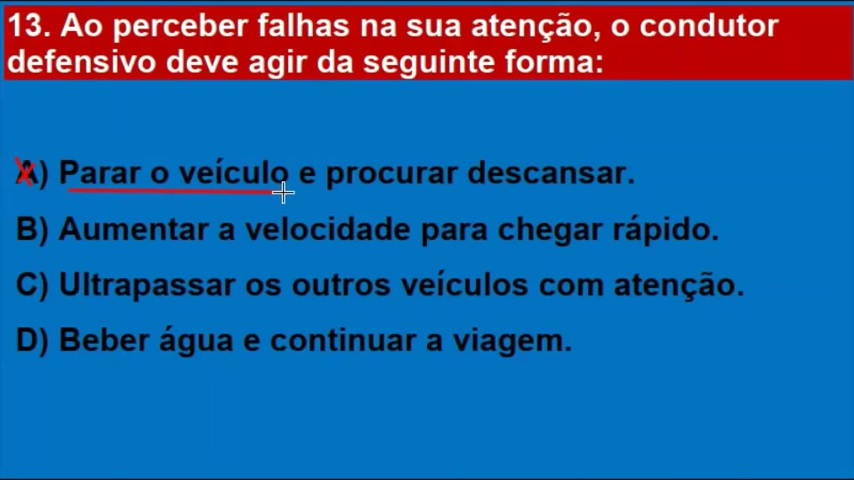 13. Ao perceber falhas na sua atenção, o condutor
defensivo deve agir da seguinte forma:
A) Parar o veículo e procurar descansar.
B) Aumentar a velocidade para chegar rápido.
C) Ultrapassar os outros veículos com atenção.
D) Beber água e continuar a viagem.